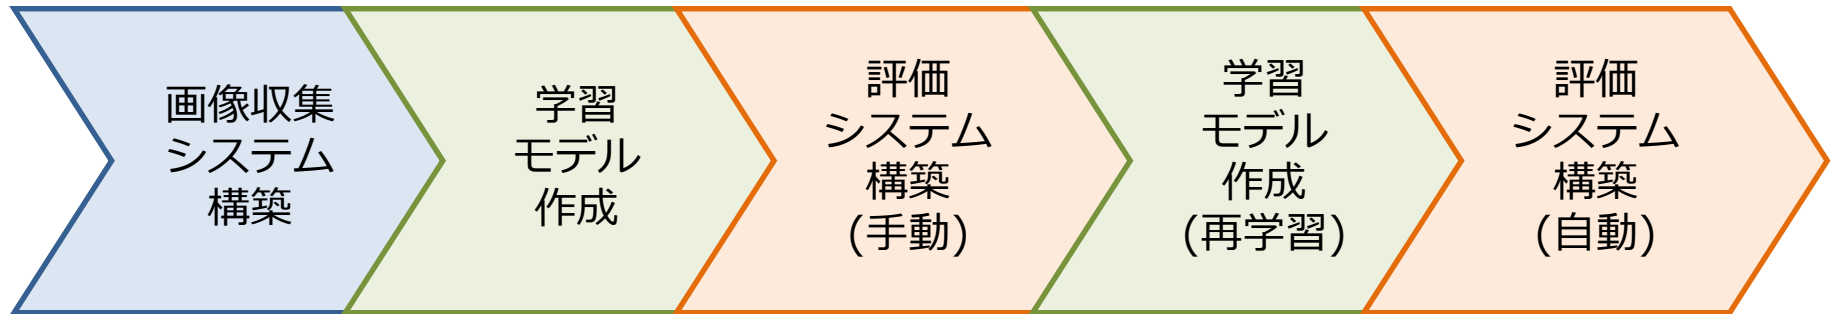 画像収集
システム
構築
学習
モデル
作成
評価
システム
構築
(手動)
学習
モデル
作成
(再学習)
評価
システム
構築
(自動)